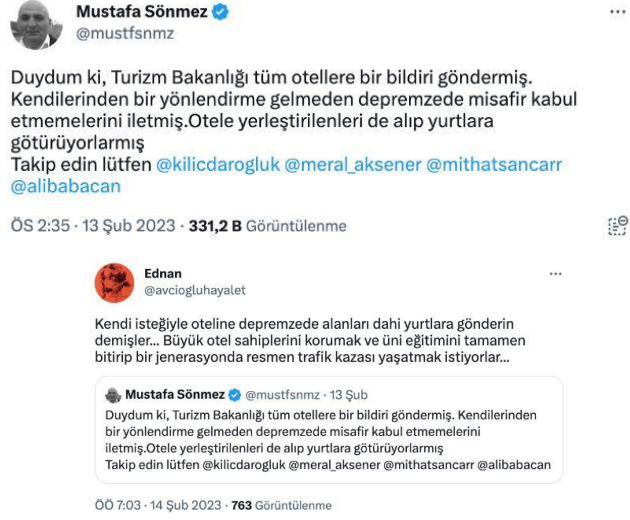 Mustafa Sönmez
@mustfsnmz
Duydum ki, Turizm Bakanlığı tüm otellere bir bildiri göndermiş.
Kendilerinden bir yönlendirme gelmeden depremzede misafir kabul
etmemelerini iletmiş.Otele yerleştirilenleri de alıp yurtlara
götürüyorlarmış
Takip edin lütfen @kilicdarogluk @meral_aksener @mithatsancarr
@alibabacan
ÖS 2:35 · 13 Şub 2023 · 331,2 B Görüntülenme
Ednan
@avciogluhayalet
Kendi isteğiyle oteline depremzede alanları dahi yurtlara gönderin
demişler... Büyük otel sahiplerini korumak ve üni eğitimini tamamen
bitirip bir jenerasyonda resmen trafik kazası yaşatmak istiyorlar...
Mustafa Sönmez @mustfsnmz · 13 Şub
Duydum ki, Turizm Bakanlığı tüm otellere bir bildiri göndermiş. Kendilerinden
bir yönlendirme gelmeden depremzede misafir kabul etmemelerini
iletmiş.Otele yerleştirilenleri de alıp yurtlara götürüyorlarmış
Takip edin lütfen @kilicdarogluk @meral_aksener @mithatsancarr @alibabacan
ÖÖ 7:03 · 14 Şub 2023 · 763 Görüntülenme